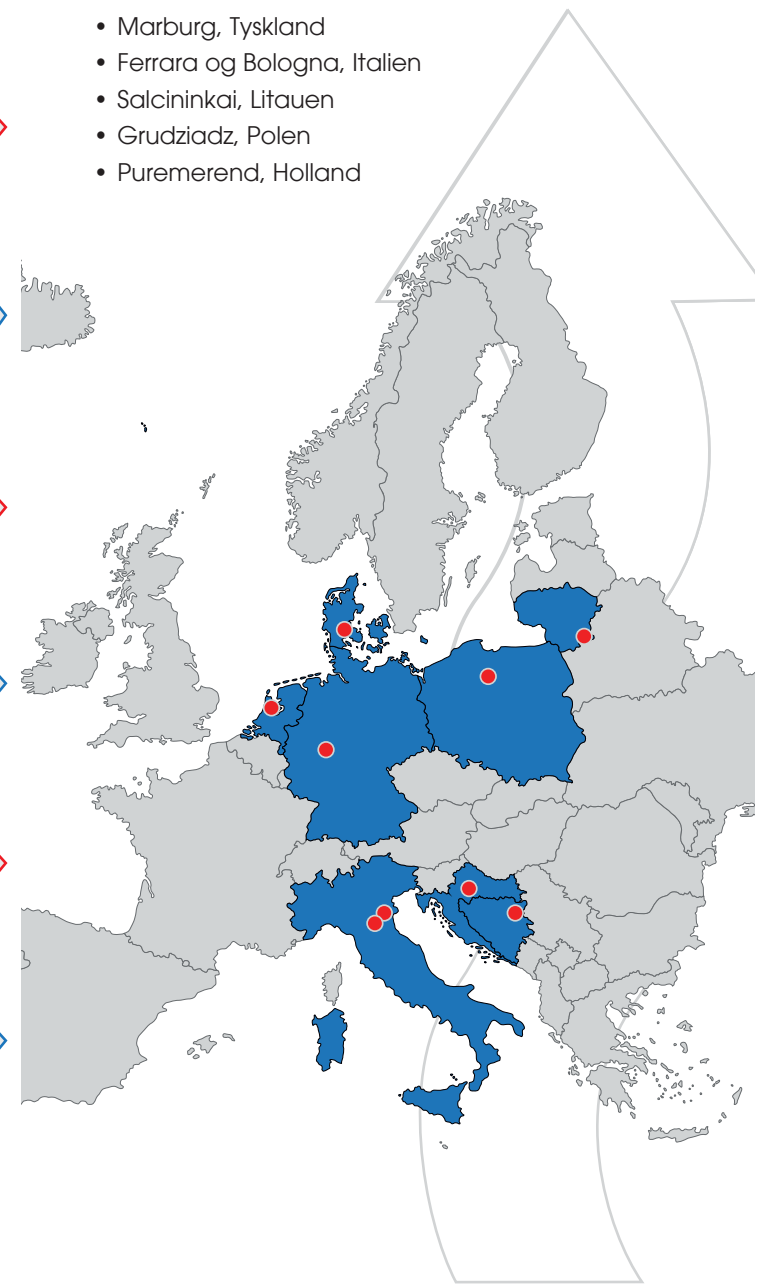 • Marburg, Tyskland
• Ferrara og Bologna, Italien
• Salcininkai, Litauen
• Grudziadz, Polen
• Puremerend, Holland